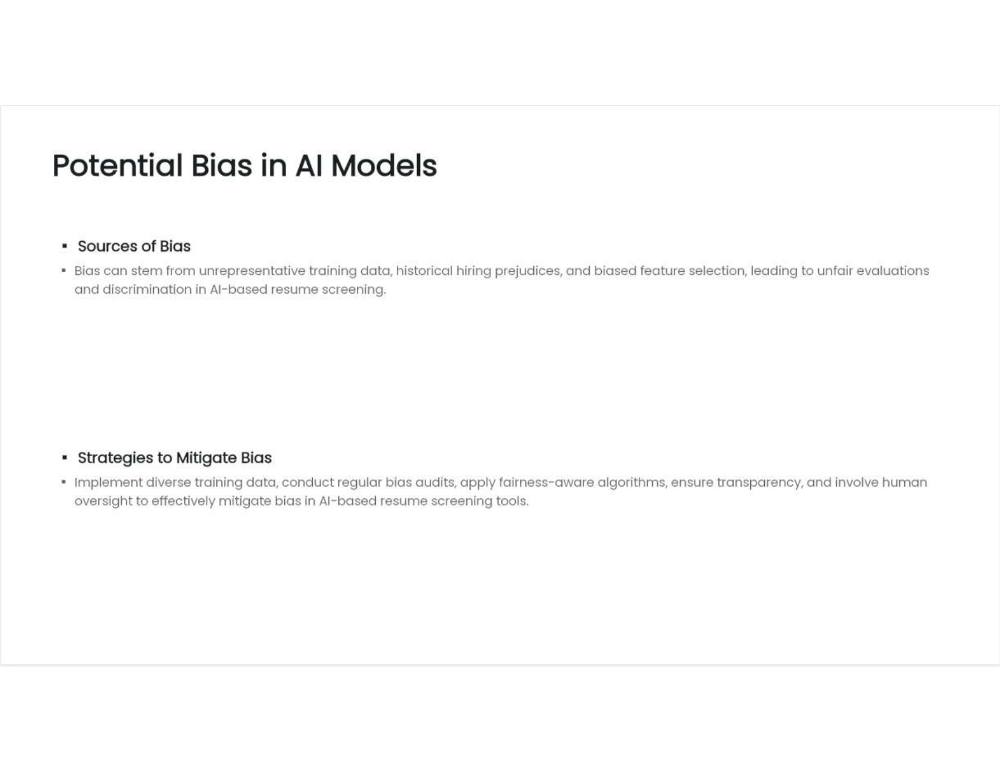 Potential Bias in AI Models
▪ Sources of Bias
▪ Bias can stem from unrepresentative training data, historical hiring prejudices, and biased feature selection, leading to unfair evaluations
and discrimination in AI-based resume screening.
▪ Strategies to Mitigate Bias
▪ Implement diverse training data, conduct regular bias audits, apply fairness-aware algorithms, ensure transparency, and involve human
oversight to effectively mitigate bias in AI-based resume screening tools.